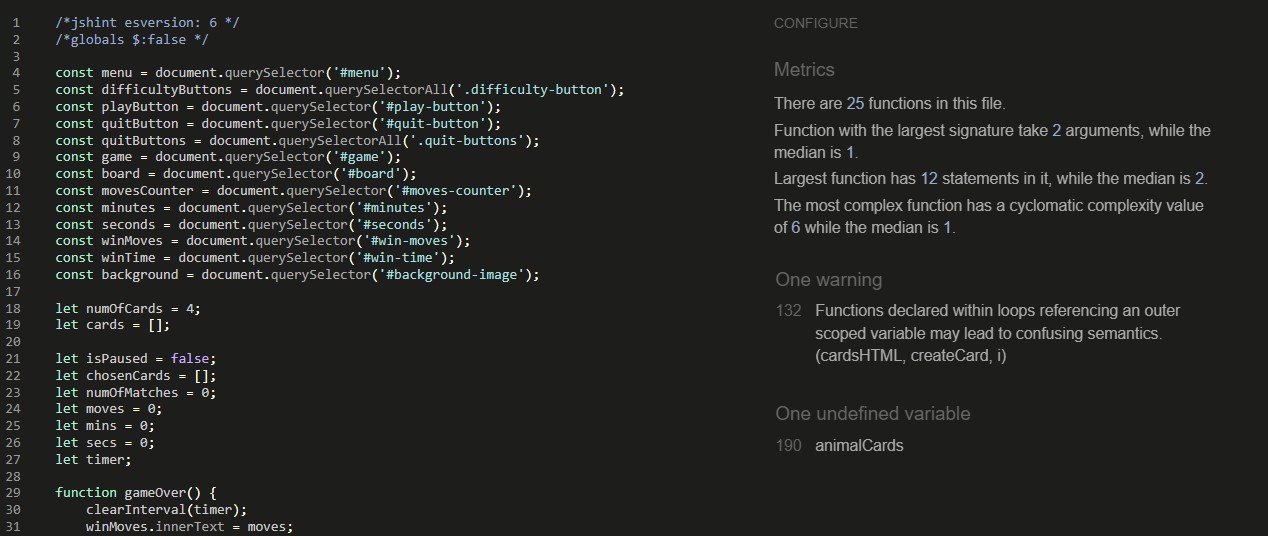 1 /*jshint esversion: 6 */
2 /*globals $:false */
3
4 const menu = document.querySelector('#menu');
5 const difficultyButtons = document.querySelectorAll('.difficulty-button');
6 const playButton = document.querySelector('#play-button');
7 const quitButton = document.querySelector('#quit-button');
8 const quitButtons = document.querySelectorAll('.quit-buttons');
9 const game = document.querySelector('#game');
10 const board = document.querySelector('#board');
11 const movesCounter = document.querySelector('#moves-counter');
12 const minutes = document.querySelector('#minutes');
13 const seconds = document.querySelector('#seconds');
14 const winMoves = document.querySelector('#win-moves');
15 const winTime = document.querySelector('#win-time');
16 const background = document.querySelector('#background-image');
17
18 let numOfCards = 4;
19 let cards = [];
20
21 let isPaused = false;
22 let chosenCards = [];
23 let numOfMatches = 0;
24 let moves = 0;
25 let mins = 0;
26 let secs = 0;
27 let timer;
28
29 function gameOver() {
30 clearInterval(timer);
31 winMoves.innerText = moves;
CONFIGURE
Metrics
There are 25 functions in this file.
Function with the largest signature take 2 arguments, while the
median is 1.
Largest function has 12 statements in it, while the median is 2.
The most complex function has a cyclomatic complexity value
of 6 while the median is 1.
One warning
132 Functions declared within loops referencing an outer
scoped variable may lead to confusing semantics.
(cardsHTML, createCard, i)
One undefined variable
190 animalCards